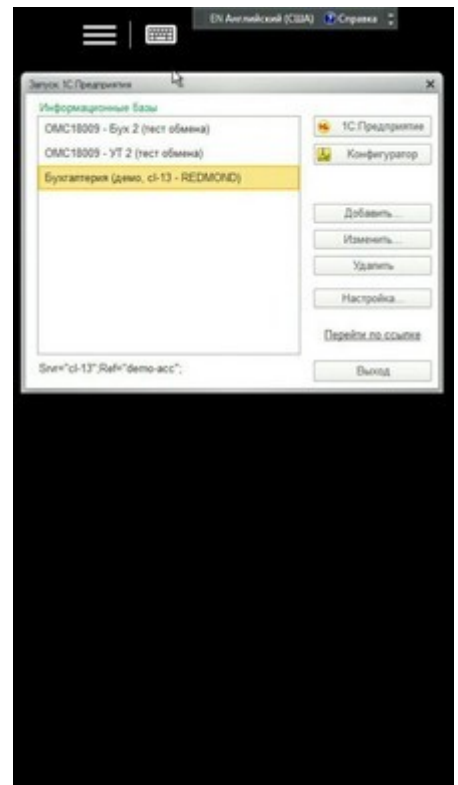 EN Английский (США) Справка
Запуск 1С:Предприятия
Информационные базы
ОМС18009 - Бух 2 (тест обмена)
ОМС18009 - УТ 2 (тест обмена)
Бухгалтерия (демо, cl-13 - REDMOND)
1С:Предприятие
Конфигуратор
Добавить...
Изменить...
Удалить
Настройка...
Перейти по ссылке
Выход
Srvr="cl-13";Ref="demo-acc";